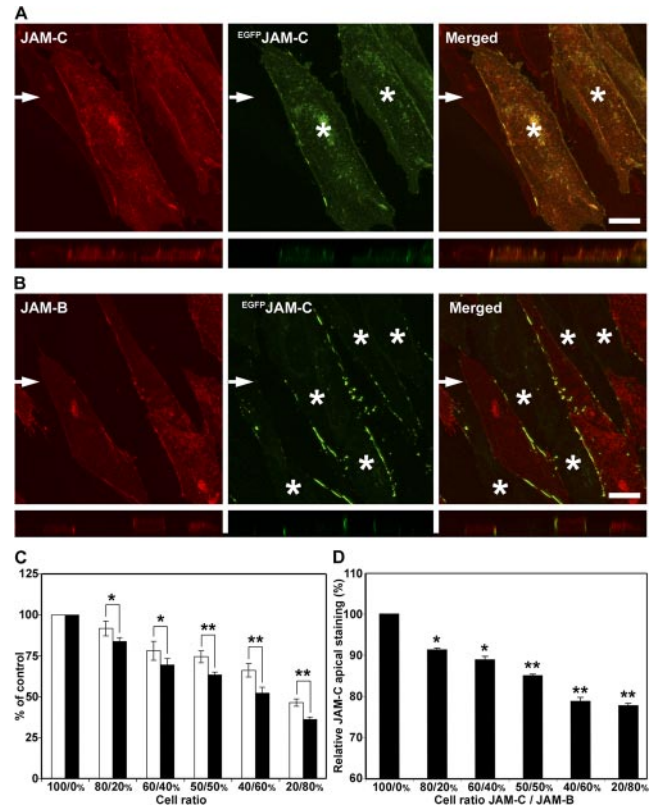 A
JAM-C
EGFPJAM-C
Merged
*
*
*
*
B
JAM-B
EGFPJAM-C
Merged
* *
* *
*
*
*
*
*
*
C
125
100
75
50
25
0
% of control
* * ** ** **
100/0% 80/20% 60/40% 50/50% 40/60% 20/80%
Cell ratio
D
100
90
80
70
60
Relative JAM-C apical staining (%)
* * ** ** **
100/0% 80/20% 60/40% 50/50% 40/60% 20/80%
Cell ratio JAM-C / JAM-B